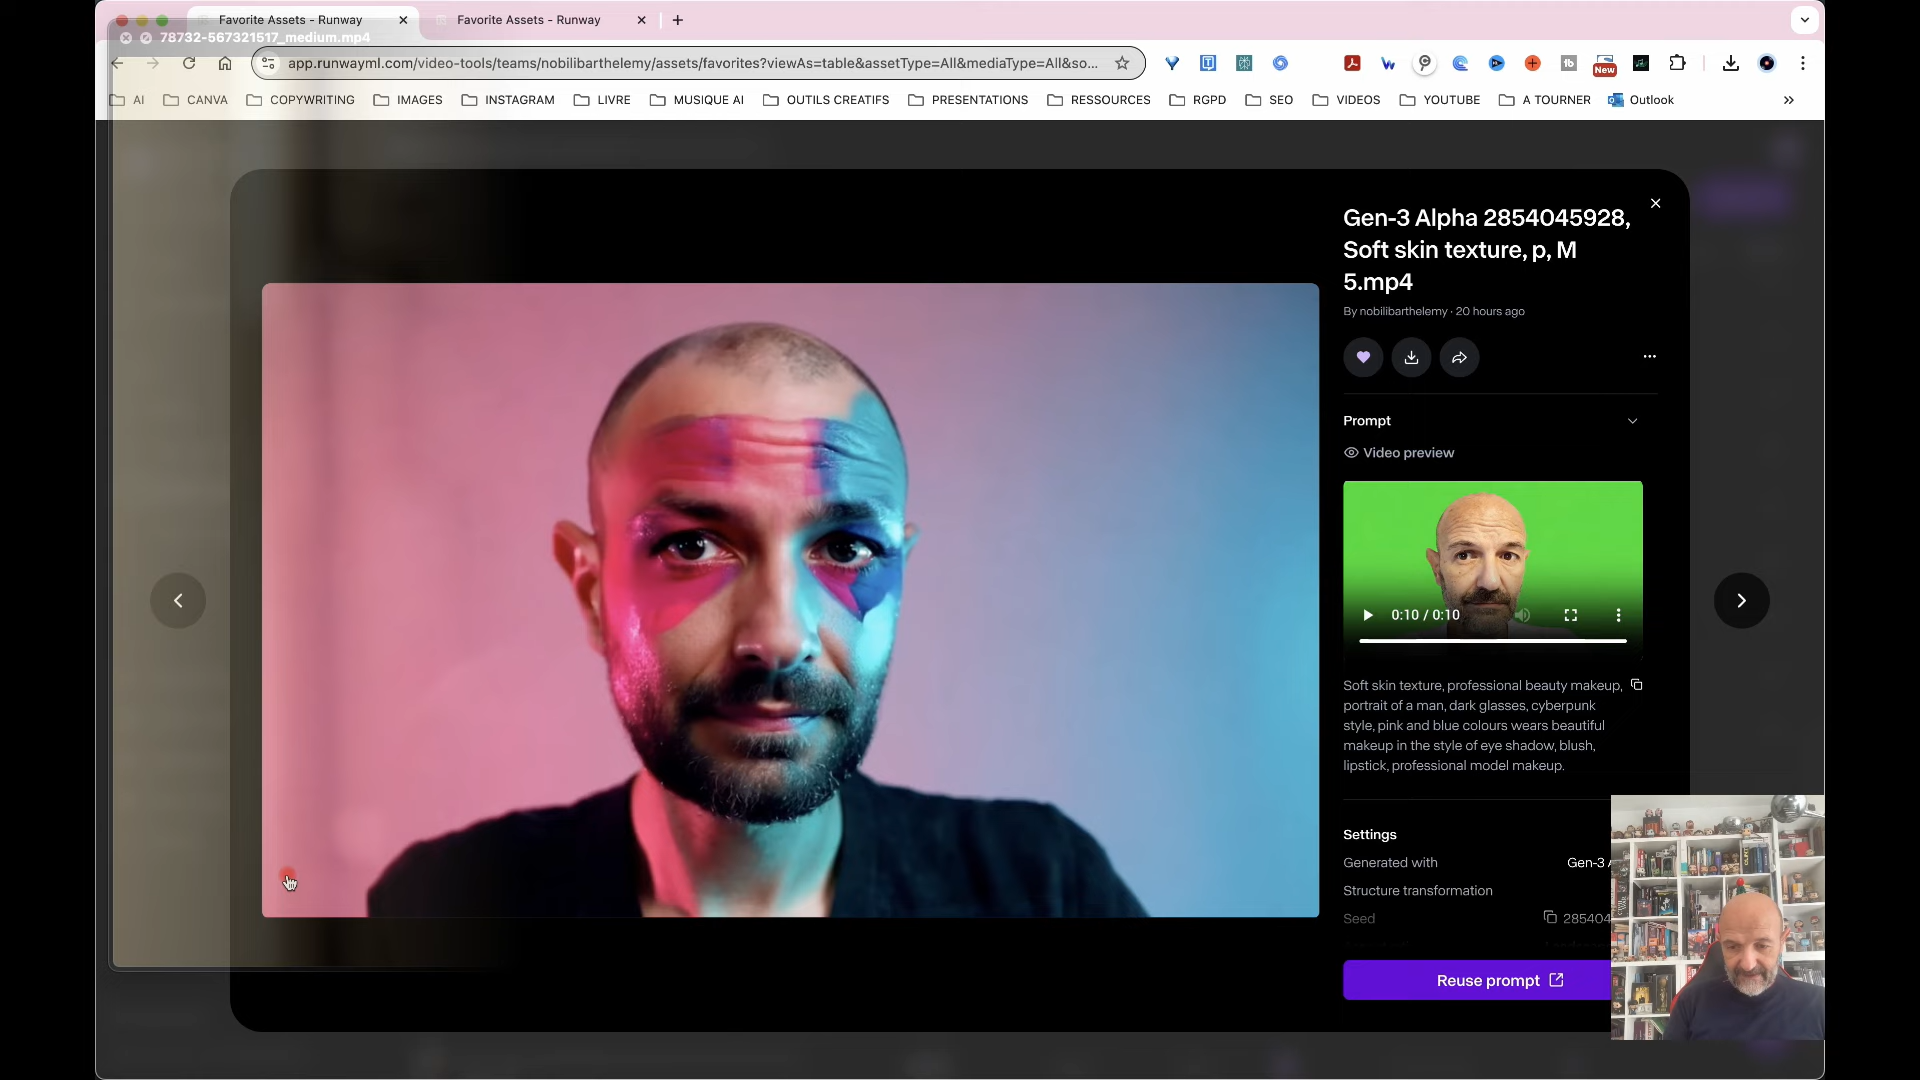 Favorite Assets - Runway
Favorite Assets - Runway
78732-567321517_medium.mp4
app.runwayml.com/video-tools/teams/nobilibarthelemy/assets/favorites?viewAs=table&assetType=All&mediaType=All&so...
New
AI
CANVA
COPYWRITING
IMAGES
INSTAGRAM
LIVRE
MUSIQUE AI
OUTILS CREATIFS
PRESENTATIONS
RESSOURCES
RGPD
SEO
VIDEOS
YOUTUBE
A TOURNER
Outlook
Gen-3 Alpha 2854045928,
Soft skin texture, p, M
5.mp4
By nobilibarthelemy · 20 hours ago
Prompt
Video preview
0:10 / 0:10
Soft skin texture, professional beauty makeup,
portrait of a man, dark glasses, cyberpunk
style, pink and blue colours wears beautiful
makeup in the style of eye shadow, blush,
lipstick, professional model makeup.
Settings
Generated with
Gen-3
Structure transformation
Seed
285404
Reuse prompt